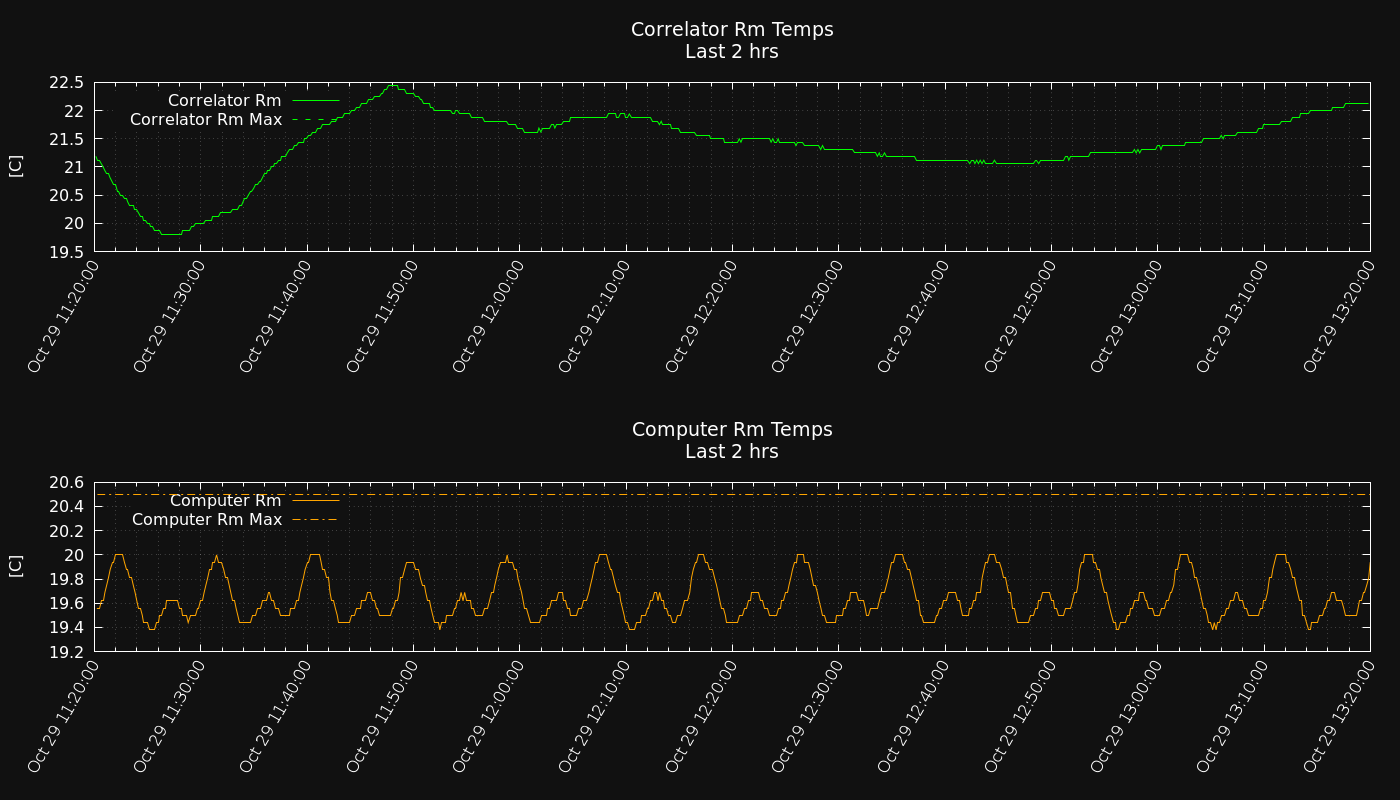 Correlator Rm Temps
Last 2 hrs
22.5
22
21.5
21
20.5
20
19.5
[C]
Correlator Rm
Correlator Rm Max
Oct 29 11:20:00
Oct 29 11:30:00
Oct 29 11:40:00
Oct 29 11:50:00
Oct 29 12:00:00
Oct 29 12:10:00
Oct 29 12:20:00
Oct 29 12:30:00
Oct 29 12:40:00
Oct 29 12:50:00
Oct 29 13:00:00
Oct 29 13:10:00
Oct 29 13:20:00
Computer Rm Temps
Last 2 hrs
20.6
20.4
20.2
20
19.8
19.6
19.4
19.2
[C]
Computer Rm
Computer Rm Max
Oct 29 11:20:00
Oct 29 11:30:00
Oct 29 11:40:00
Oct 29 11:50:00
Oct 29 12:00:00
Oct 29 12:10:00
Oct 29 12:20:00
Oct 29 12:30:00
Oct 29 12:40:00
Oct 29 12:50:00
Oct 29 13:00:00
Oct 29 13:10:00
Oct 29 13:20:00